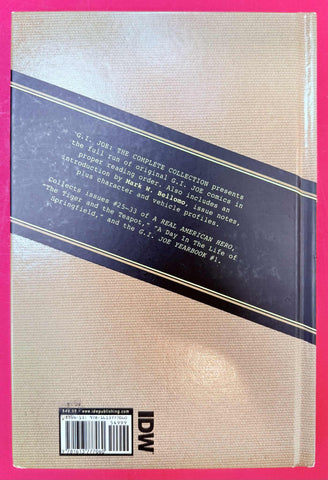 G.I. JOE: THE COMPLETE COLLECTION presents
the full run of original G.I. JOE comics in
proper reading order. Also includes an
introduction by Mark W. Bellomo, issue notes,
plus character and vehicle profiles.
Collects issues #25-33 of A REAL AMERICAN HERO,
"The Tiger and the Teapot," "A Day In The Life of
Springfield," and the G.I. JOE YEARBOOK #1.
$49.99 • www.idwpublishing.com
54999
IDW